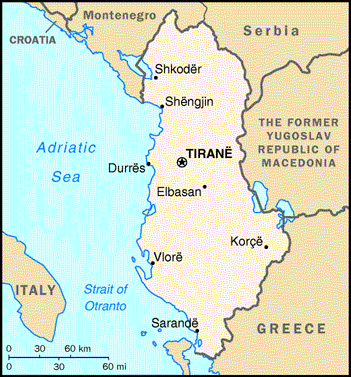 Montenegro
CROATIA
Serbia
Shkodër
Shëngjin
THE FORMER
YUGOSLAV
REPUBLIC OF
MACEDONIA
Adriatic
Sea
TIRANË
Durrës
Elbasan
Korçë
Vlorë
ITALY
Strait of
Otranto
Sarandë
GREECE
0 30 60 km
0 30 60 mi